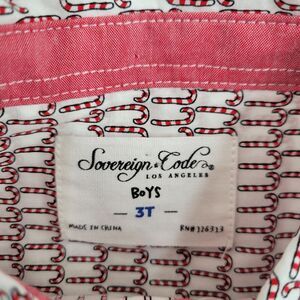 Sovereign & Code®
LOS ANGELES
BOYS
— 3T —
MADE IN CHINA RN# 126313